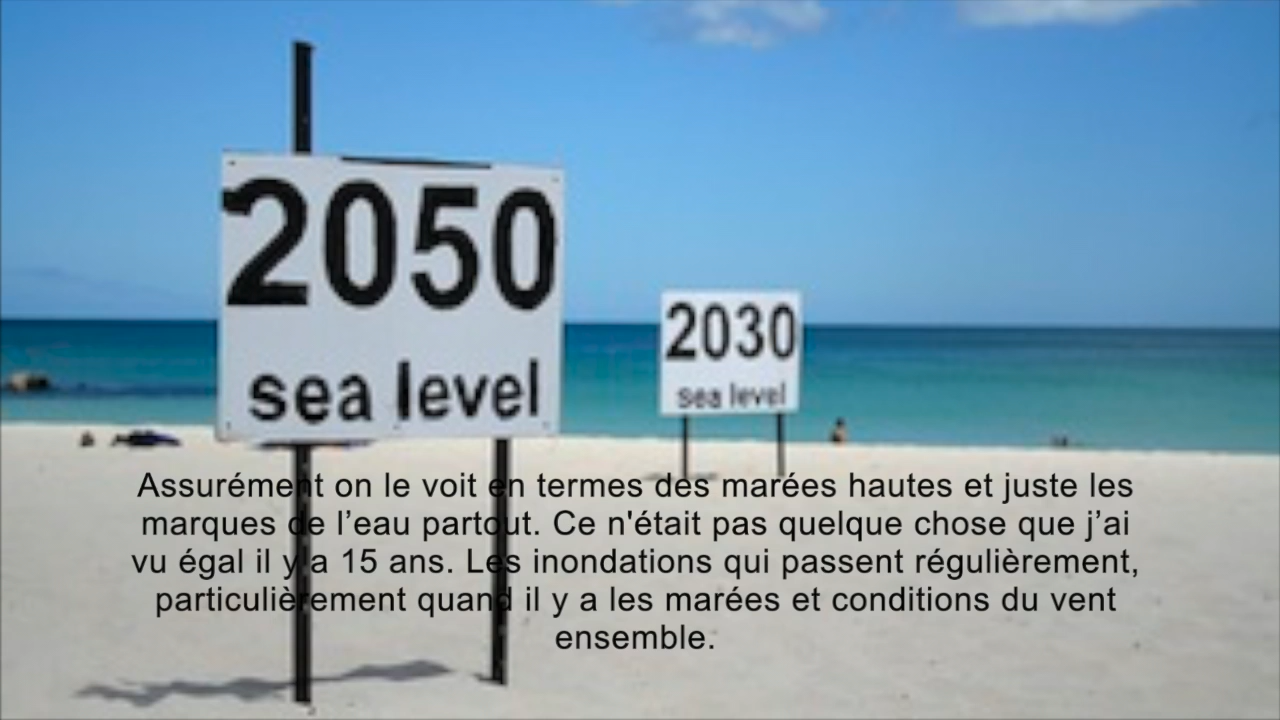 2050
sea level
2030
sea level
Assurément on le voit en termes des marées hautes et juste les
marques de l’eau partout. Ce n'était pas quelque chose que j’ai
vu égal il y a 15 ans. Les inondations qui passent régulièrement,
particulièrement quand il y a les marées et conditions du vent
ensemble.